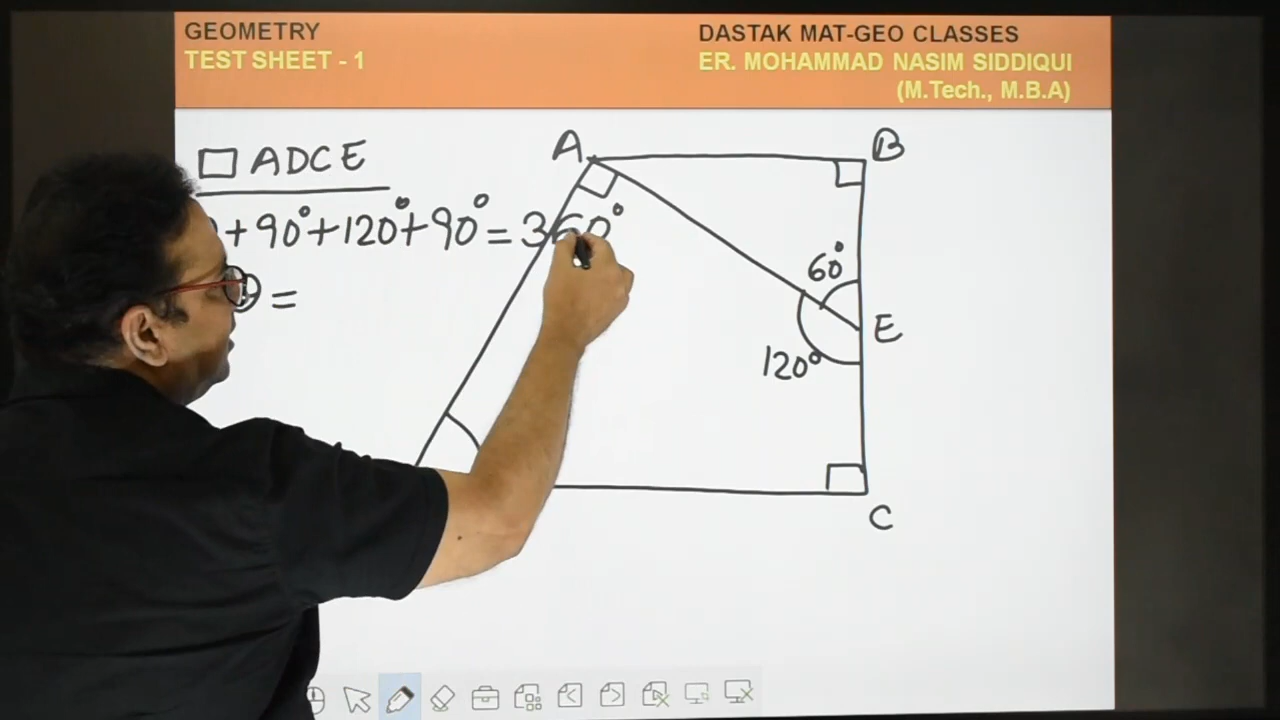 GEOMETRY
TEST SHEET - 1
DASTAK MAT-GEO CLASSES
ER. MOHAMMAD NASIM SIDDIQUI
(M.Tech., M.B.A)
□ ADCE
+ 90° + 120° + 90° = 360°
=
A
B
60°
E
120°
C